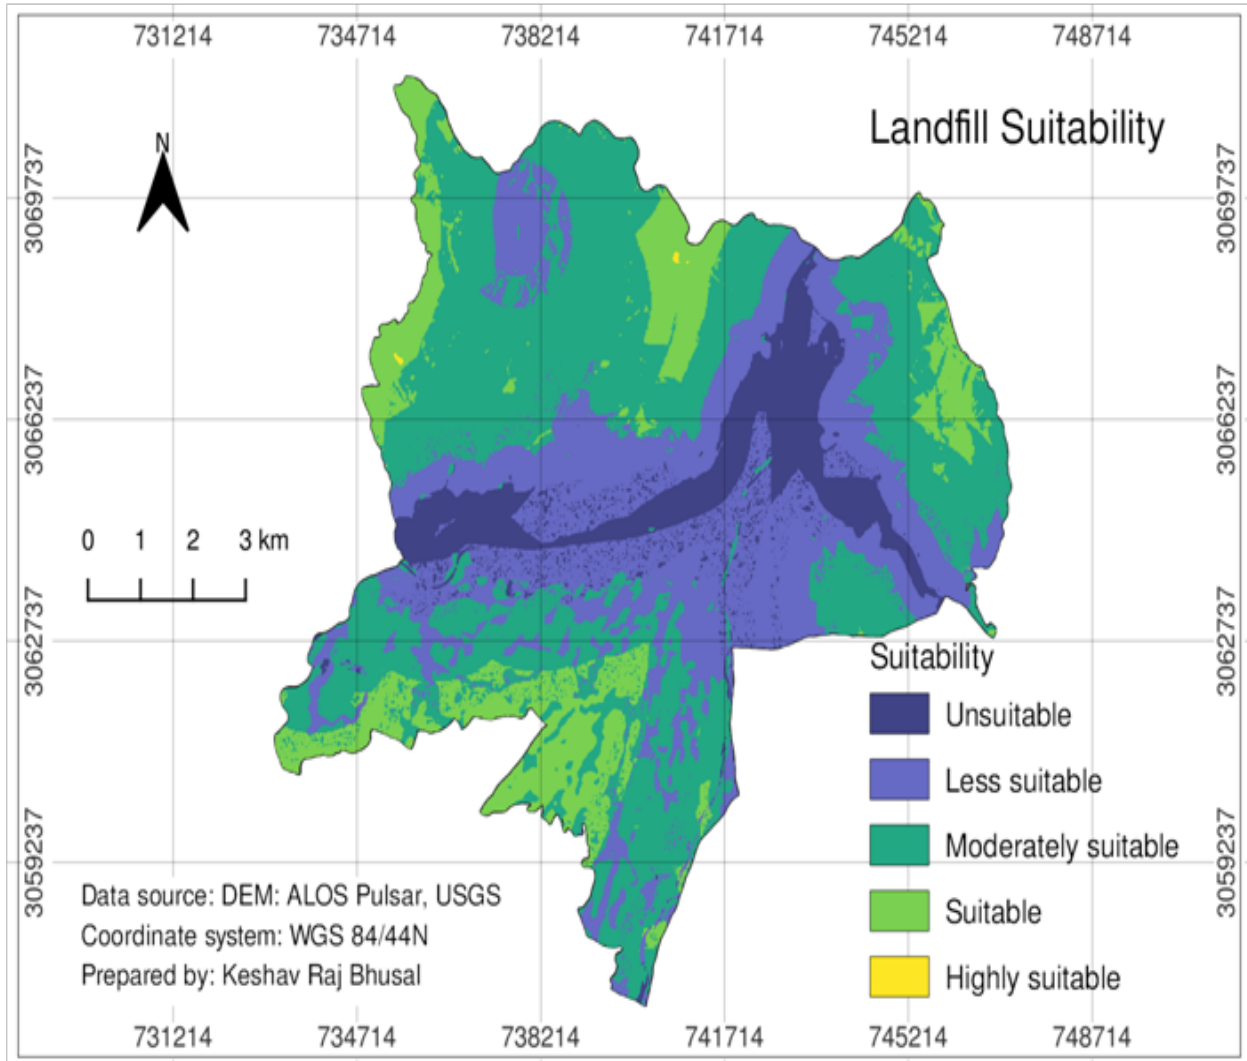 731214 734714 738214 741714 745214 748714
Landfill Suitability
N
3069737 3069737
3066237 3066237
0 1 2 3 km
3062737 3062737
Suitability
Unsuitable
Less suitable
Moderately suitable
3059237 3059237
Suitable
Highly suitable
Data source: DEM: ALOS Pulsar, USGS
Coordinate system: WGS 84/44N
Prepared by: Keshav Raj Bhusal
731214 734714 738214 741714 745214 748714